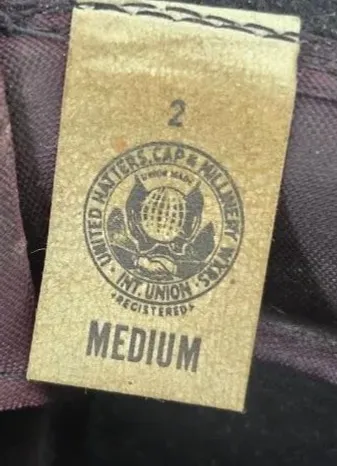 2
UNITED HATTERS, CAP & MILLINERY WKRS.
UNION MADE
· INT. UNION ·
REGISTERED
MEDIUM